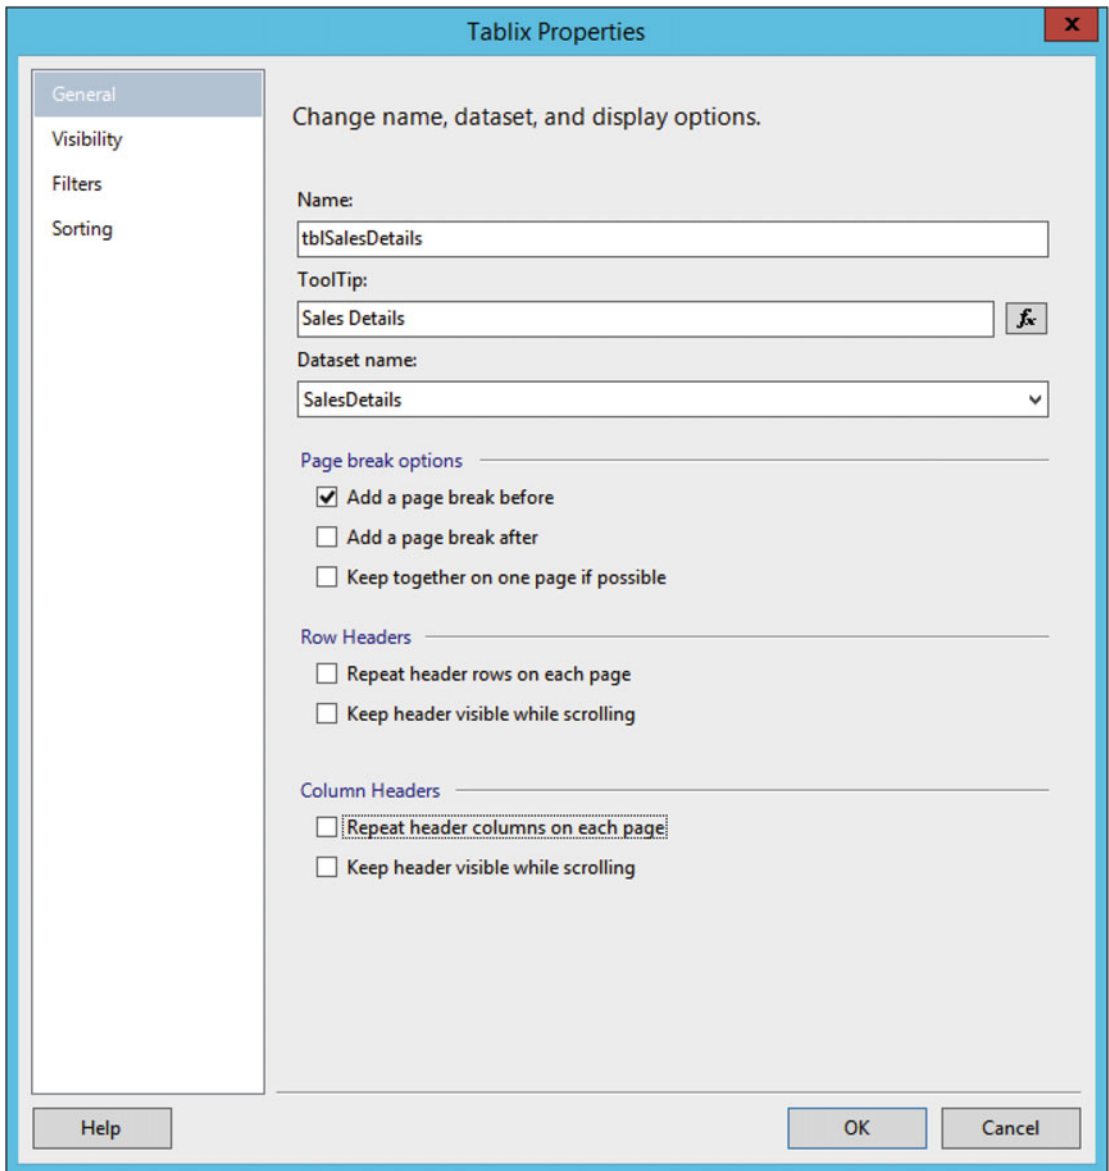 Tablix Properties
x
General
Visibility
Filters
Sorting
Change name, dataset, and display options.
Name:
tblSalesDetails
ToolTip:
Sales Details
fx
Dataset name:
SalesDetails
Page break options
Add a page break before
Add a page break after
Keep together on one page if possible
Row Headers
Repeat header rows on each page
Keep header visible while scrolling
Column Headers
Repeat header columns on each page
Keep header visible while scrolling
Help
OK
Cancel